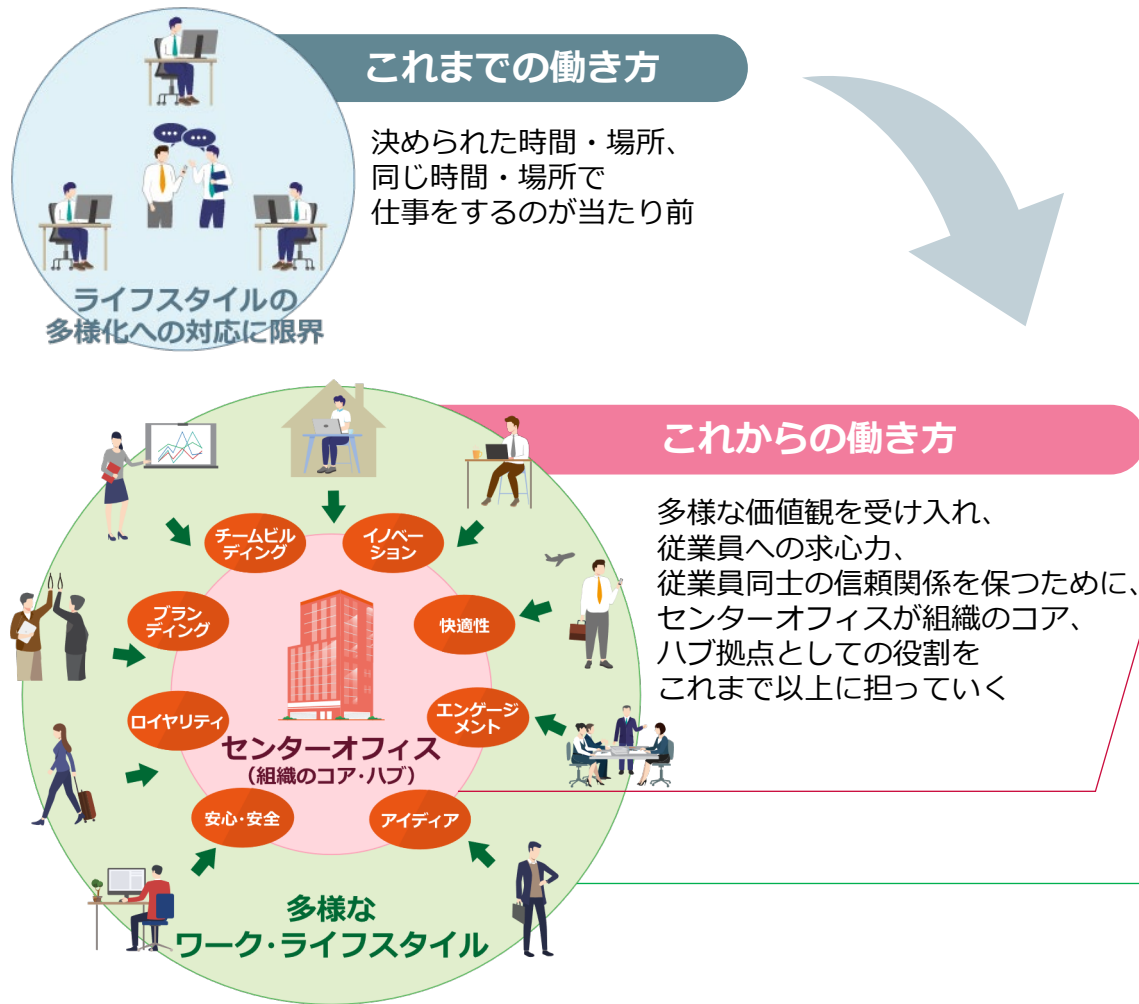 これまでの働き方
決められた時間・場所、
同じ時間・場所で
仕事をするのが当たり前
ライフスタイルの
多様化への対応に限界
これからの働き方
多様な価値観を受け入れ、
従業員への求心力、
従業員同士の信頼関係を保つために、
センターオフィスが組織のコア、
ハブ拠点としての役割を
これまで以上に担っていく
チームビル
ディング
イノベー
ション
ブラン
ディング
快適性
ロイヤリティ
エンゲージ
メント
センターオフィス
（組織のコア・ハブ）
安心・安全
アイディア
多様な
ワーク・ライフスタイル